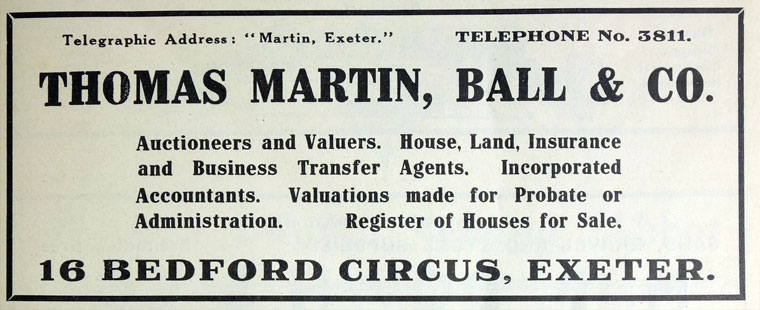 Telegraphic Address: "Martin, Exeter." TELEPHONE No. 3811.
THOMAS MARTIN, BALL & CO.
Auctioneers and Valuers. House, Land, Insurance
and Business Transfer Agents. Incorporated
Accountants. Valuations made for Probate or
Administration. Register of Houses for Sale.
16 BEDFORD CIRCUS, EXETER.